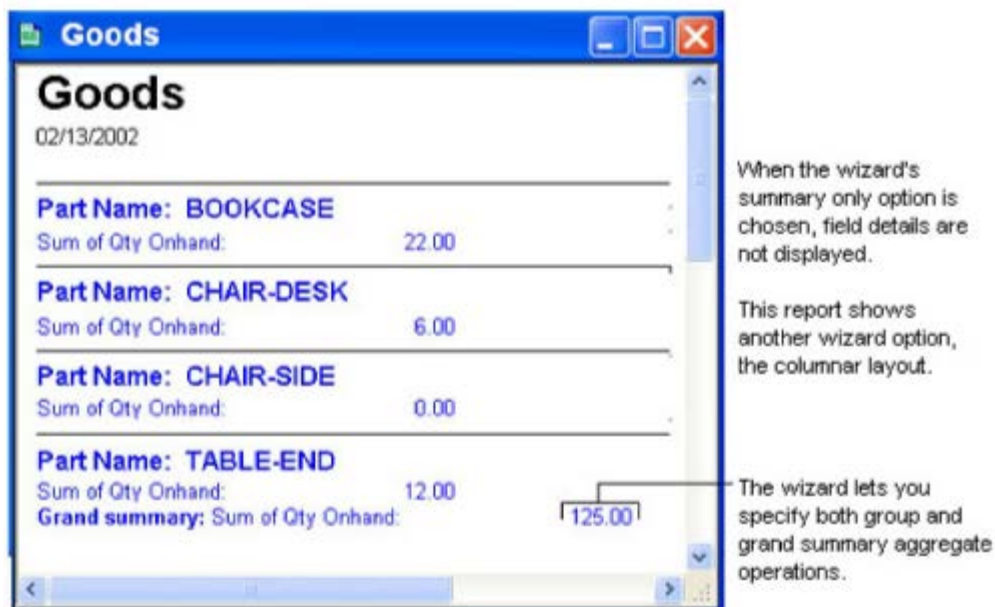 Goods
Goods
02/13/2002
Part Name: BOOKCASE
Sum of Qty Onhand: 22.00
Part Name: CHAIR-DESK
Sum of Qty Onhand: 6.00
Part Name: CHAIR-SIDE
Sum of Qty Onhand: 0.00
Part Name: TABLE-END
Sum of Qty Onhand: 12.00
Grand summary: Sum of Qty Onhand: 125.00
When the wizard's
summary only option is
chosen, field details are
not displayed.
This report shows
another wizard option,
the columnar layout.
The wizard lets you
specify both group and
grand summary aggregate
operations.